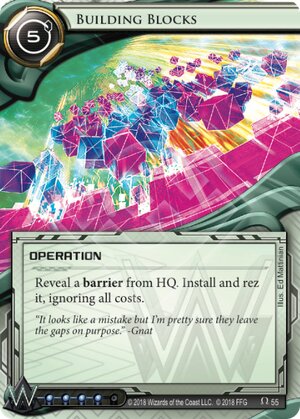 5
BUILDING BLOCKS
OPERATION
Reveal a barrier from HQ. Install and rez
it, ignoring all costs.
"It looks like a mistake but I'm pretty sure they leave
the gaps on purpose." -Gnat
Illus. Ed Mattinian
© 2018 Wizards of the Coast LLC. © 2018 FFG
Ω 55